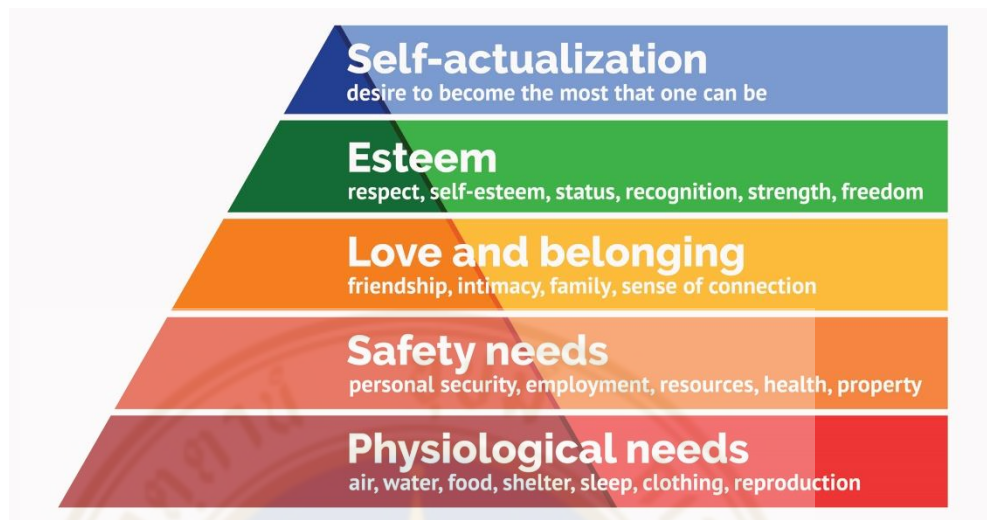 Self-actualization
desire to become the most that one can be
Esteem
respect, self-esteem, status, recognition, strength, freedom
Love and belonging
friendship, intimacy, family, sense of connection
Safety needs
personal security, employment, resources, health, property
Physiological needs
air, water, food, shelter, sleep, clothing, reproduction